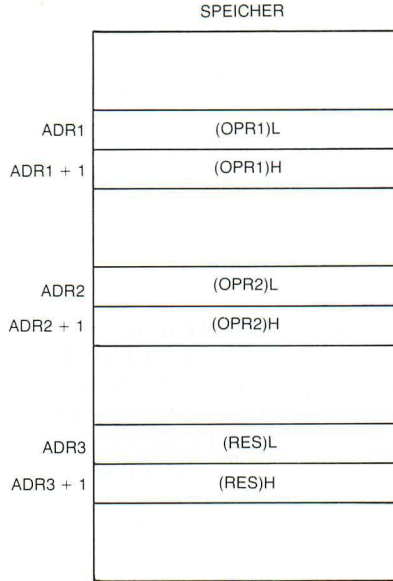 SPEICHER
ADR1 (OPR1)L
ADR1 + 1 (OPR1)H
ADR2 (OPR2)L
ADR2 + 1 (OPR2)H
ADR3 (RES)L
ADR3 + 1 (RES)H